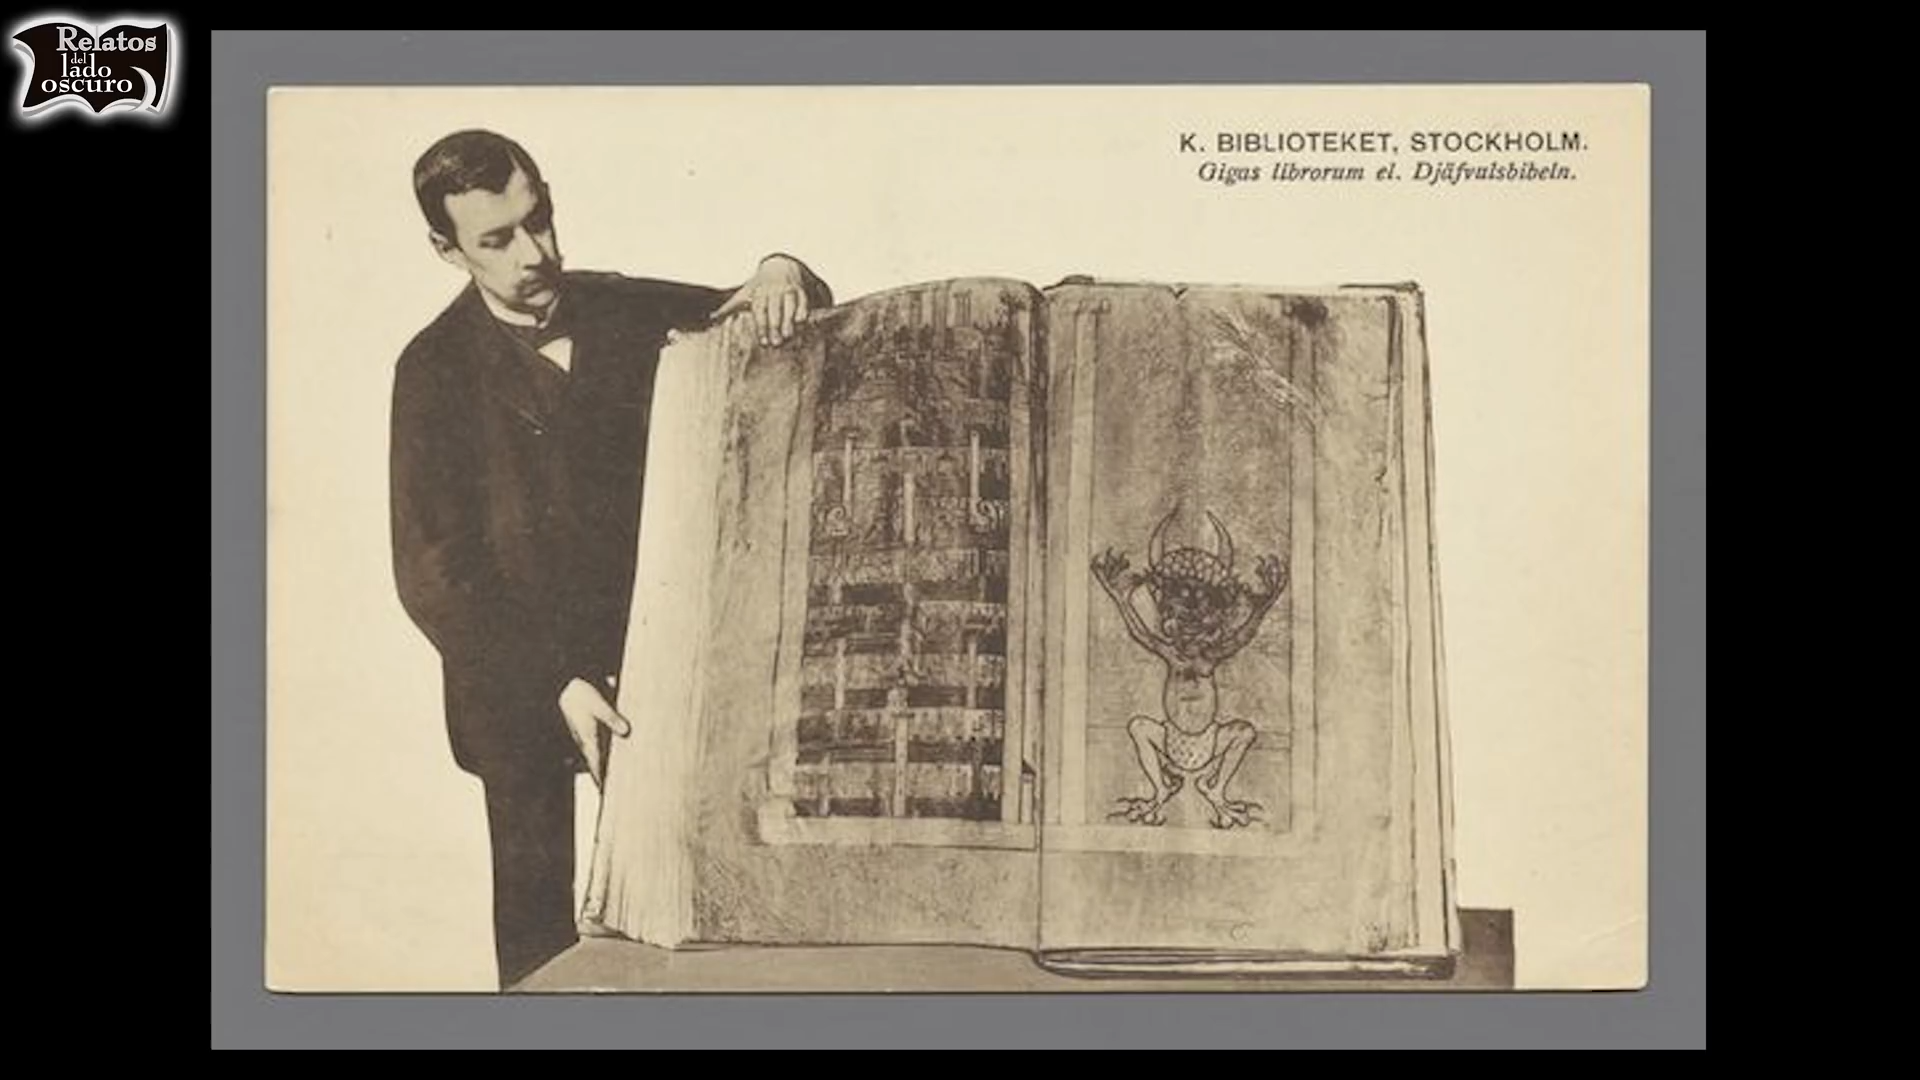 Relatos
del
lado
oscuro
K. BIBLIOTEKET, STOCKHOLM.
Gigas librorum el. Djäfvulsbibeln.